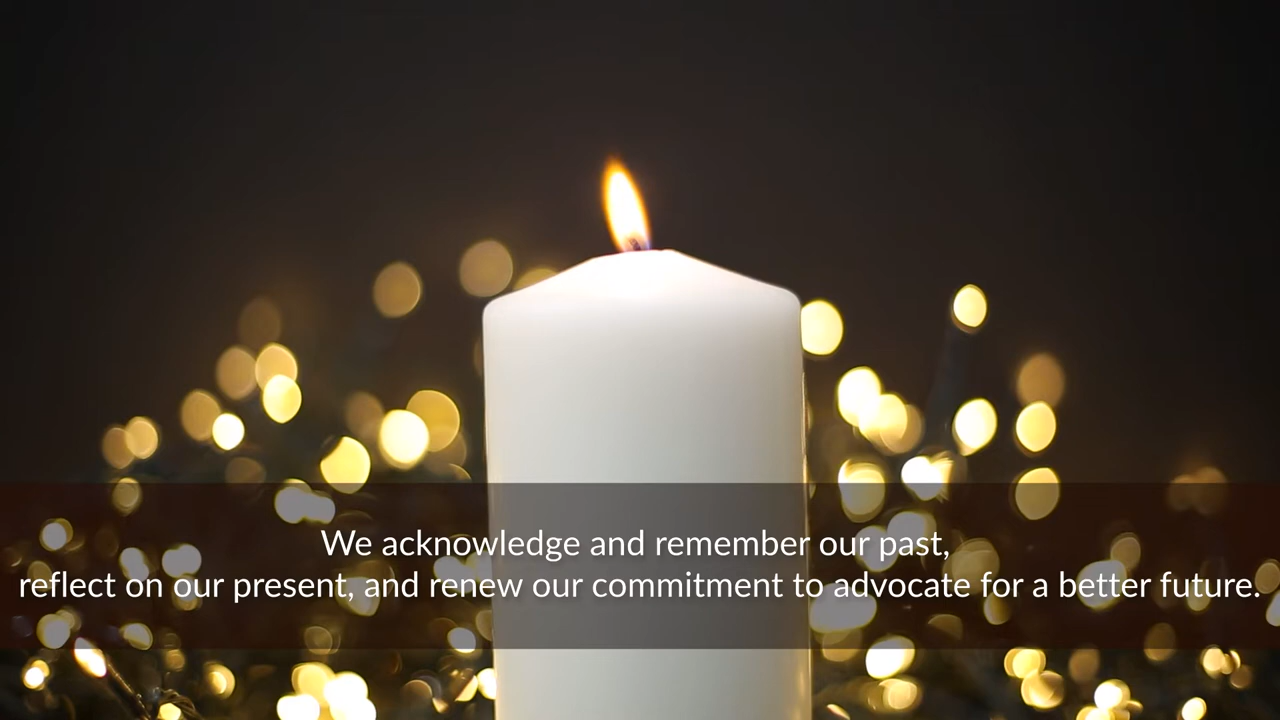 We acknowledge and remember our past,
reflect on our present, and renew our commitment to advocate for a better future.